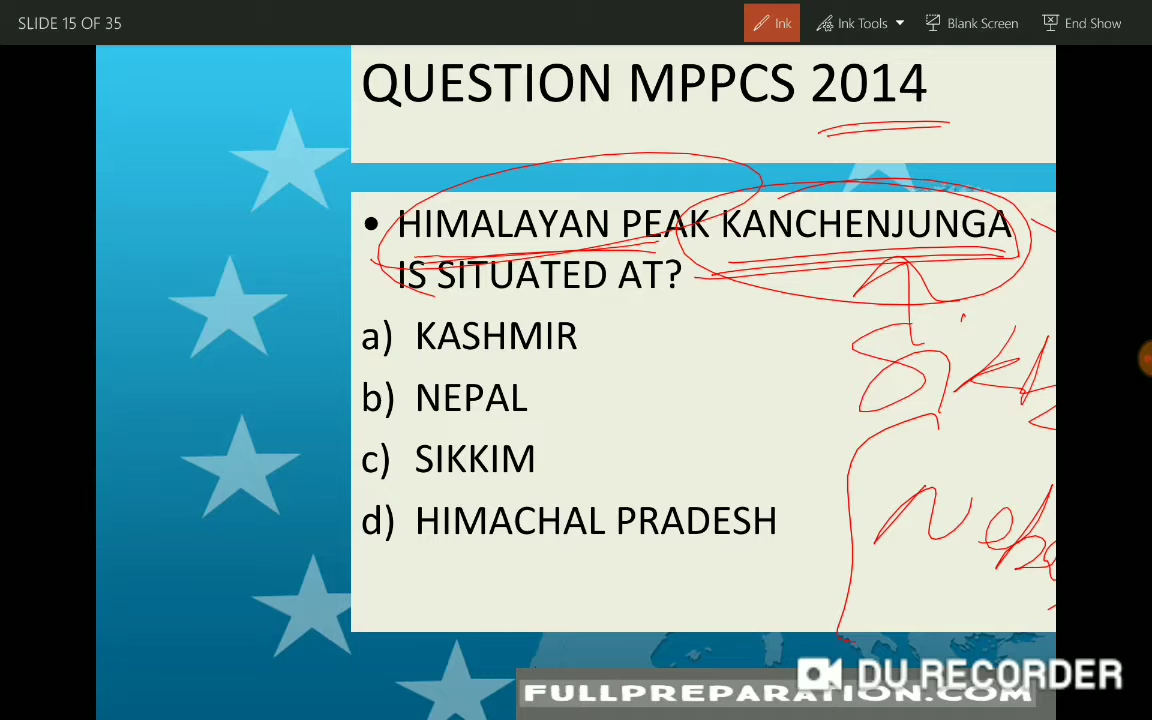 SLIDE 15 OF 35
Ink
Ink Tools
Blank Screen
End Show
QUESTION MPPCS 2014
• HIMALAYAN PEAK KANCHENJUNGA
IS SITUATED AT?
a) KASHMIR
b) NEPAL
c) SIKKIM
d) HIMACHAL PRADESH
DU RECORDER
FULLPREPARATION.COM